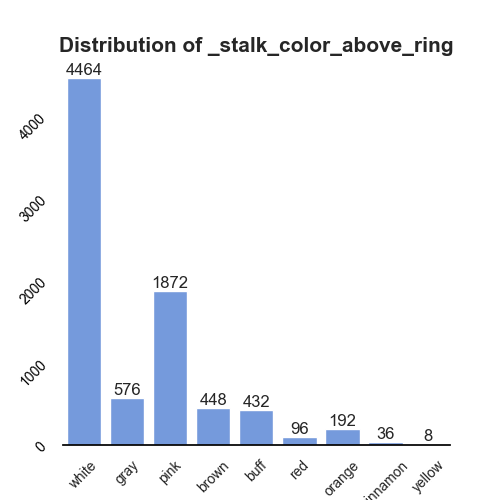 Distribution of _stalk_color_above_ring
4464
576
1872
448
432
96
192
36
8
4000
3000
2000
1000
0
white
gray
pink
brown
buff
red
orange
innamon
yellow